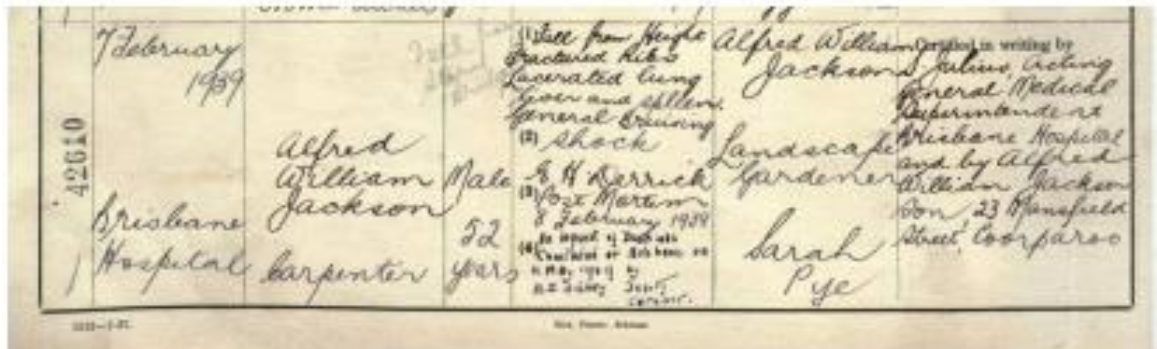 7 February
1939
Brisbane
Hospital
42610
1
Alfred
William
Jackson
Carpenter
Male
52
years
(1) Fall from Height
Fractured Ribs
Lacerated lung
liver and spleen
General Bruising
(2) Shock
E H Derrick
(3) Post Mortem
8 February 1939
(4)
Alfred William
Jackson
Landscape
Gardener
Sarah
Pye
Certified in writing by
Julius, acting
General Medical
Superintendent
Brisbane Hospital
and by Alfred
William Jackson
Son, 23 Mansfield
Street, Coorparoo